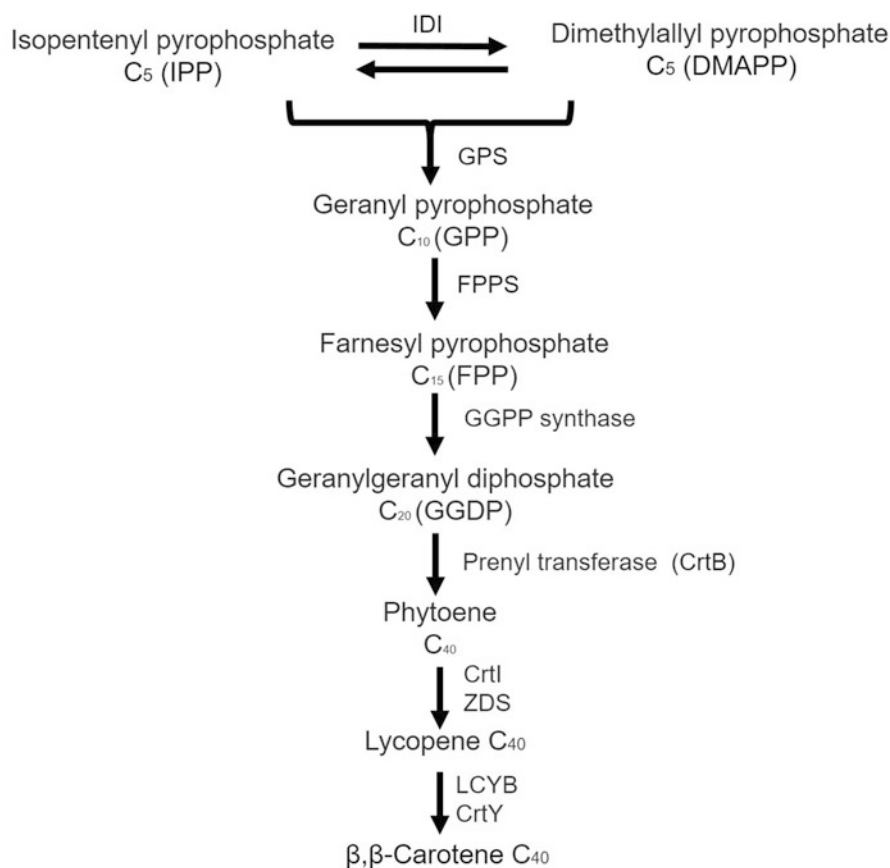 Isopentenyl pyrophosphate
C₅ (IPP)
IDI
Dimethylallyl pyrophosphate
C₅ (DMAPP)
GPS
Geranyl pyrophosphate
C₁₀ (GPP)
FPPS
Farnesyl pyrophosphate
C₁₅ (FPP)
GGPP synthase
Geranylgeranyl diphosphate
C₂₀ (GGDP)
Prenyl transferase (CrtB)
Phytoene
C₄₀
CrtI
ZDS
Lycopene C₄₀
LCYB
CrtY
β,β-Carotene C₄₀